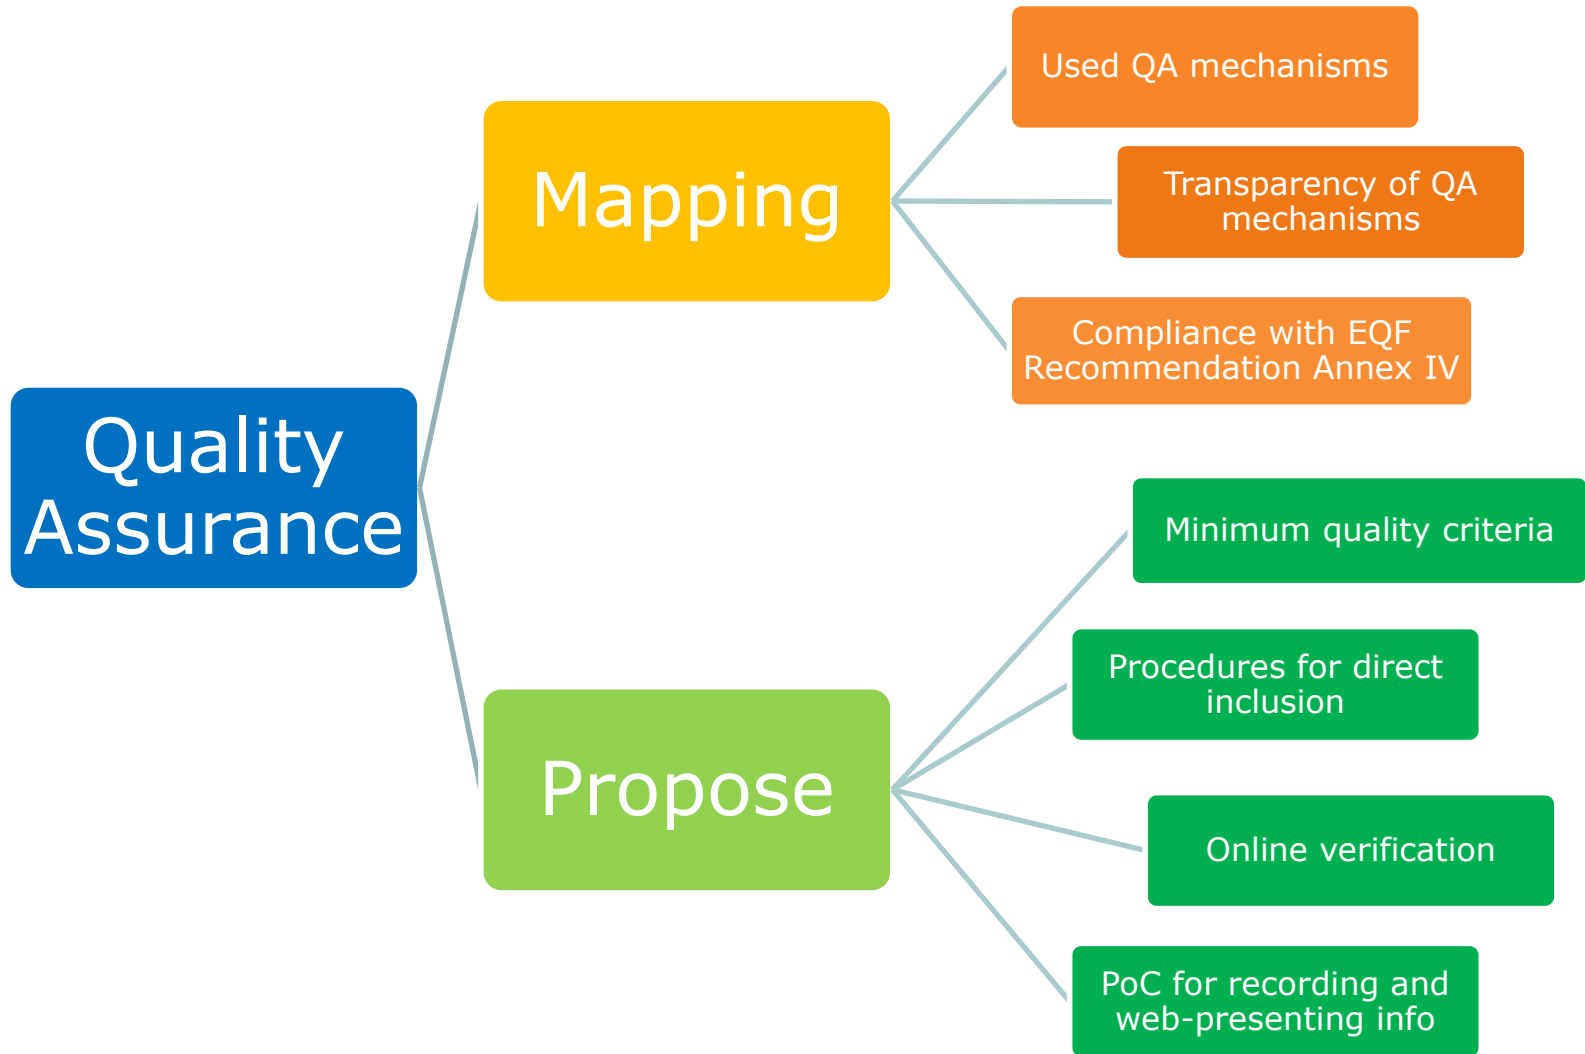 Quality
Assurance
Mapping
Used QA mechanisms
Transparency of QA
mechanisms
Compliance with EQF
Recommendation Annex IV
Propose
Minimum quality criteria
Procedures for direct
inclusion
Online verification
PoC for recording and
web-presenting info